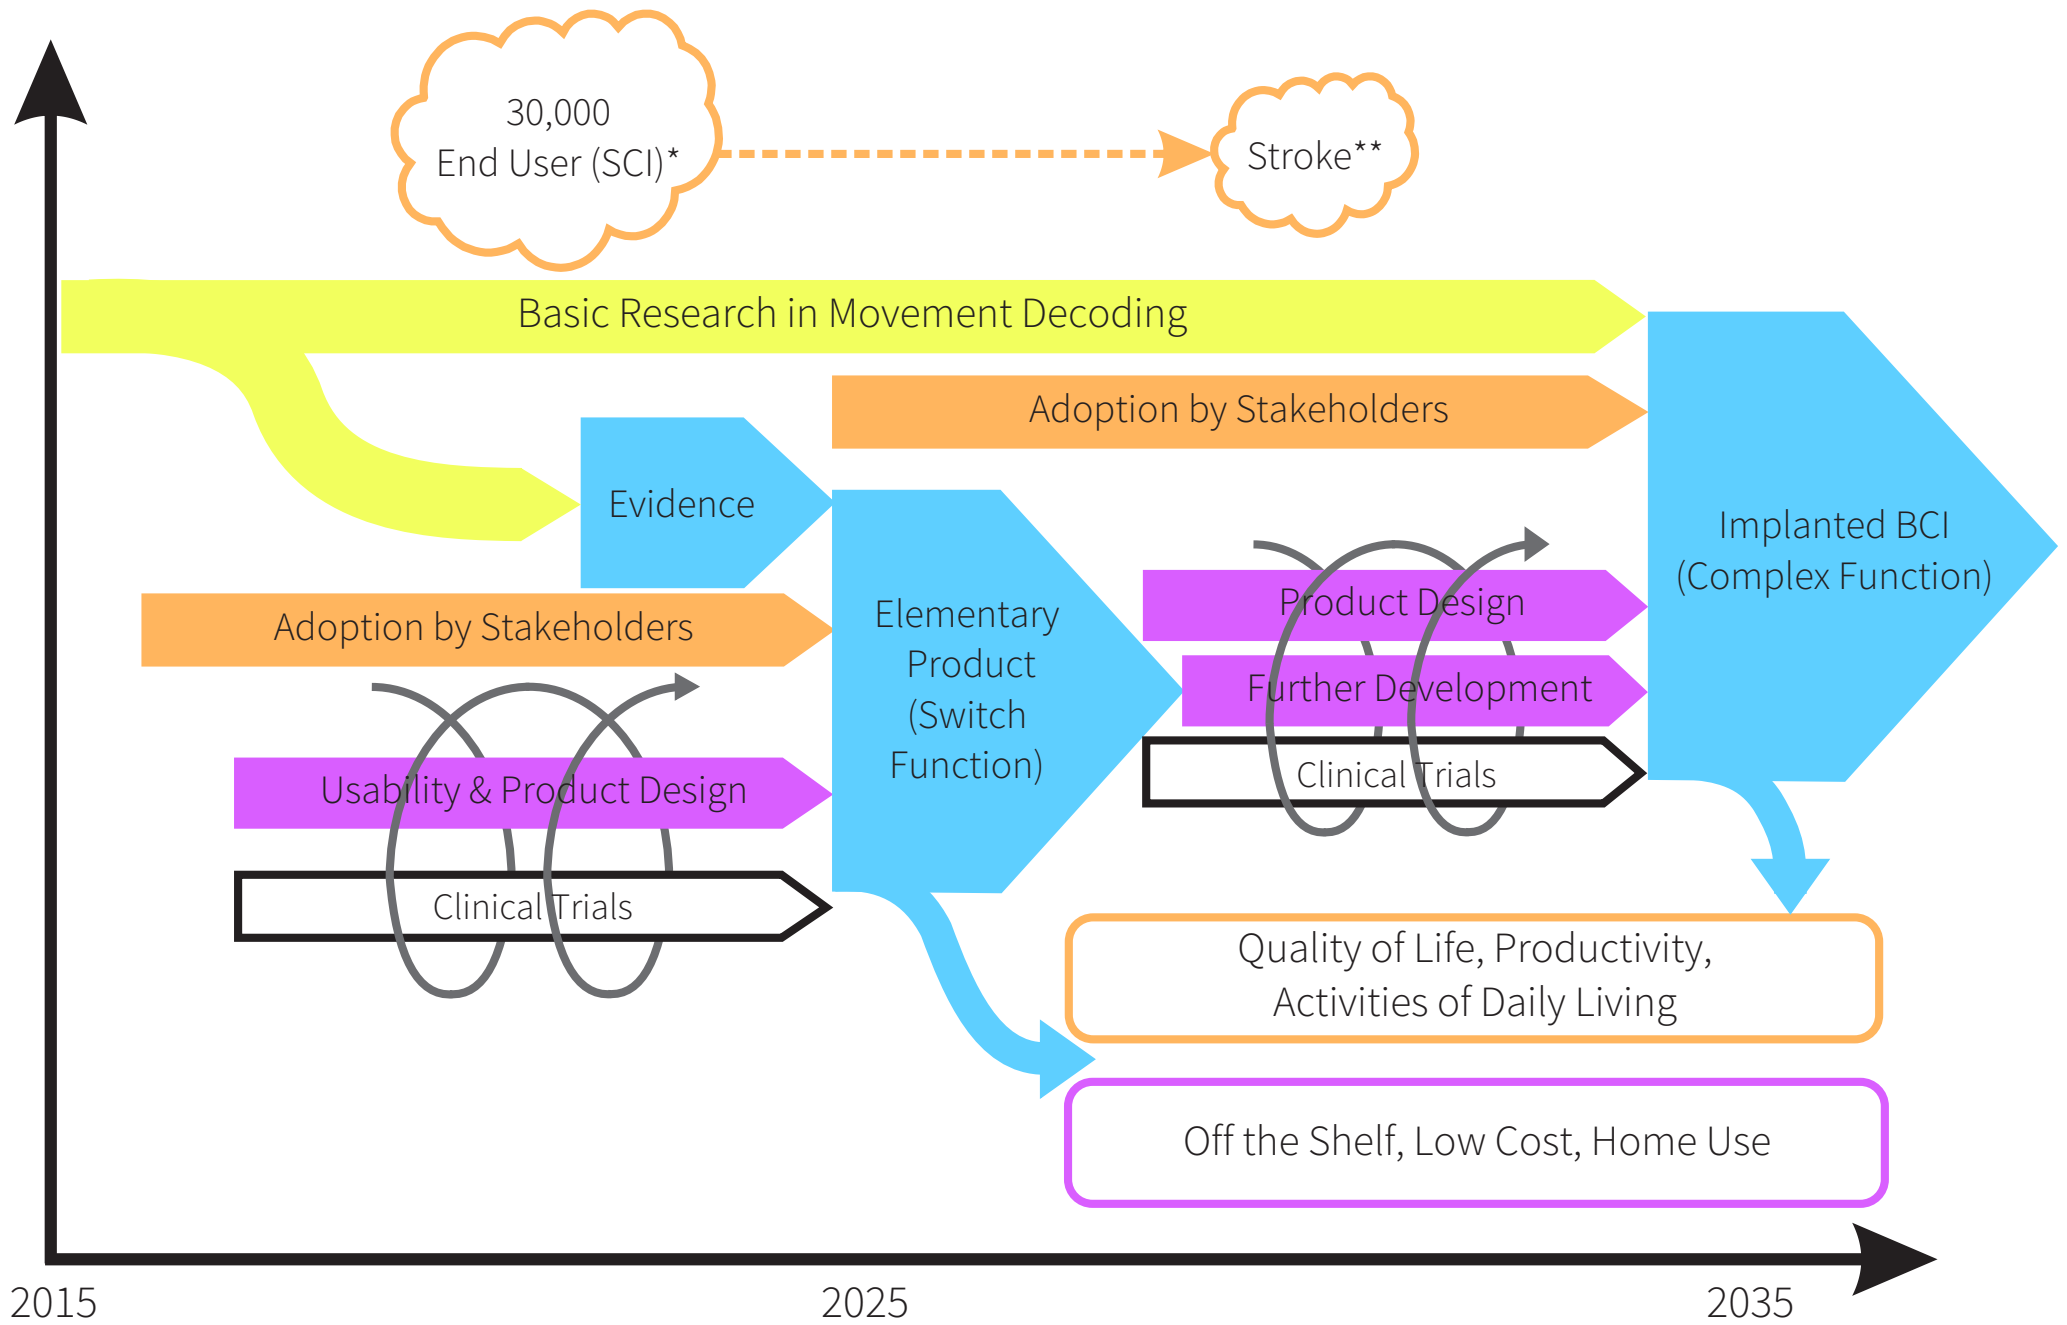 30,000
End User (SCI)*
Stroke**
Basic Research in Movement Decoding
Adoption by Stakeholders
Evidence
Implanted BCI
(Complex Function)
Elementary
Product
(Switch
Function)
Adoption by Stakeholders
Product Design
Further Development
Clinical Trials
Usability & Product Design
Clinical Trials
Quality of Life, Productivity,
Activities of Daily Living
Off the Shelf, Low Cost, Home Use
2015
2025
2035